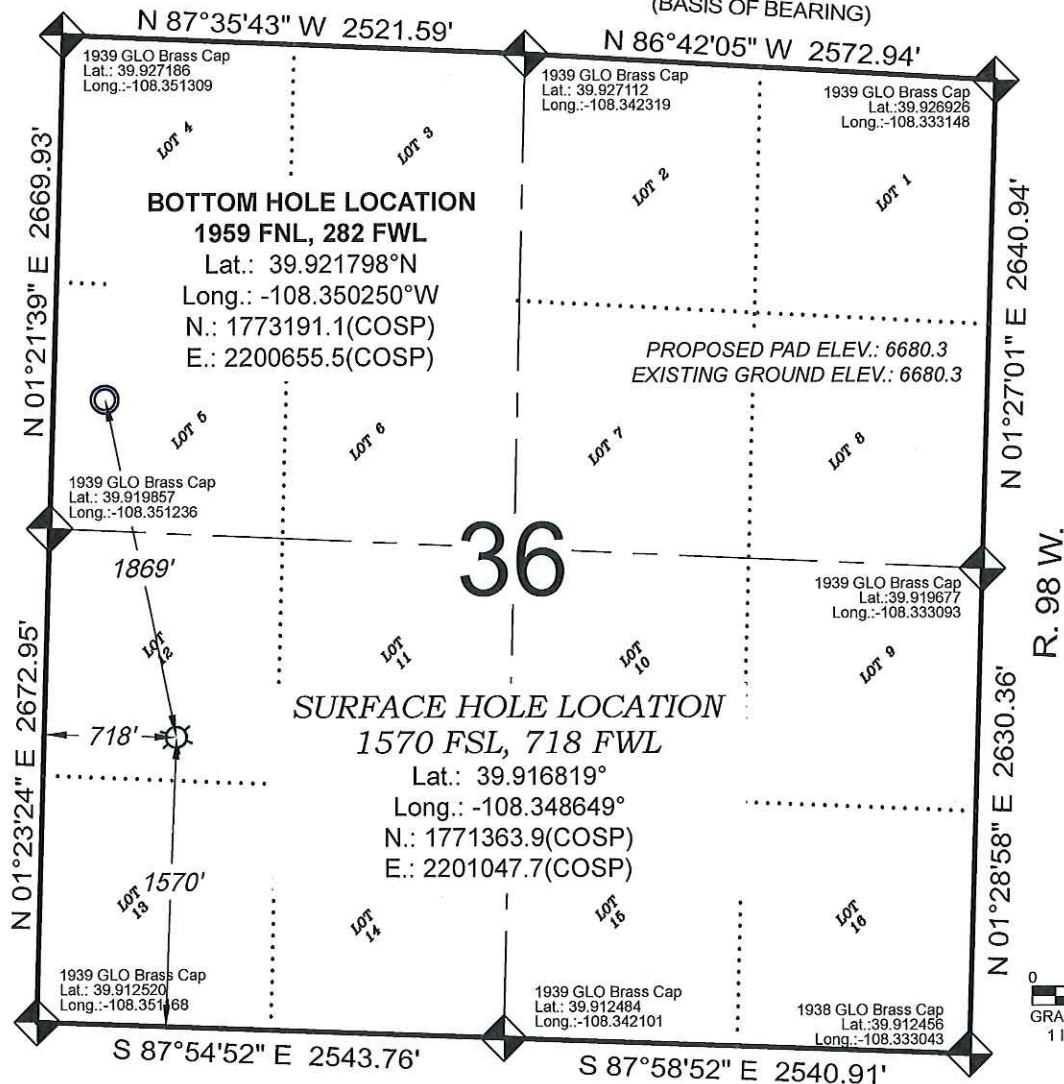 (BASIS OF BEARING)
N 87°35'43" W 2521.59'
N 86°42'05" W 2572.94'
1939 GLO Brass Cap
Lat.: 39.927186
Long.:-108.351309
1939 GLO Brass Cap
Lat.: 39.927112
Long.:-108.342319
1939 GLO Brass Cap
Lat.:39.926926
Long.:-108.333148
LOT 4
LOT 3
LOT 2
LOT 1
N 01°21'39" E 2669.93'
BOTTOM HOLE LOCATION
1959 FNL, 282 FWL
Lat.: 39.921798°N
Long.: -108.350250°W
N.: 1773191.1(COSP)
E.: 2200655.5(COSP)
N 01°27'01" E 2640.94'
PROPOSED PAD ELEV.: 6680.3
EXISTING GROUND ELEV.: 6680.3
LOT 5
LOT 6
LOT 7
LOT 8
1939 GLO Brass Cap
Lat.: 39.919857
Long.:-108.351236
36
1869'
1939 GLO Brass Cap
Lat.:39.919677
Long.:-108.333093
R. 98 W.
LOT
12
LOT
11
LOT
10
LOT 9
N 01°23'24" E 2672.95'
718'
SURFACE HOLE LOCATION
1570 FSL, 718 FWL
Lat.: 39.916819°
Long.: -108.348649°
N.: 1771363.9(COSP)
E.: 2201047.7(COSP)
N 01°28'58" E 2630.36'
1570'
LOT
13
LOT
14
LOT
15
LOT
16
1939 GLO Brass Cap
Lat.: 39.912520
1939 GLO Brass Cap
Lat.: 39.912484
Long.:-108.342101
1938 GLO Brass Cap
Lat.:39.912456
Long.:-108.333043
0
GRA
1 I
S 87°54'52" E 2543.76'
S 87°58'52" E 2540.91'